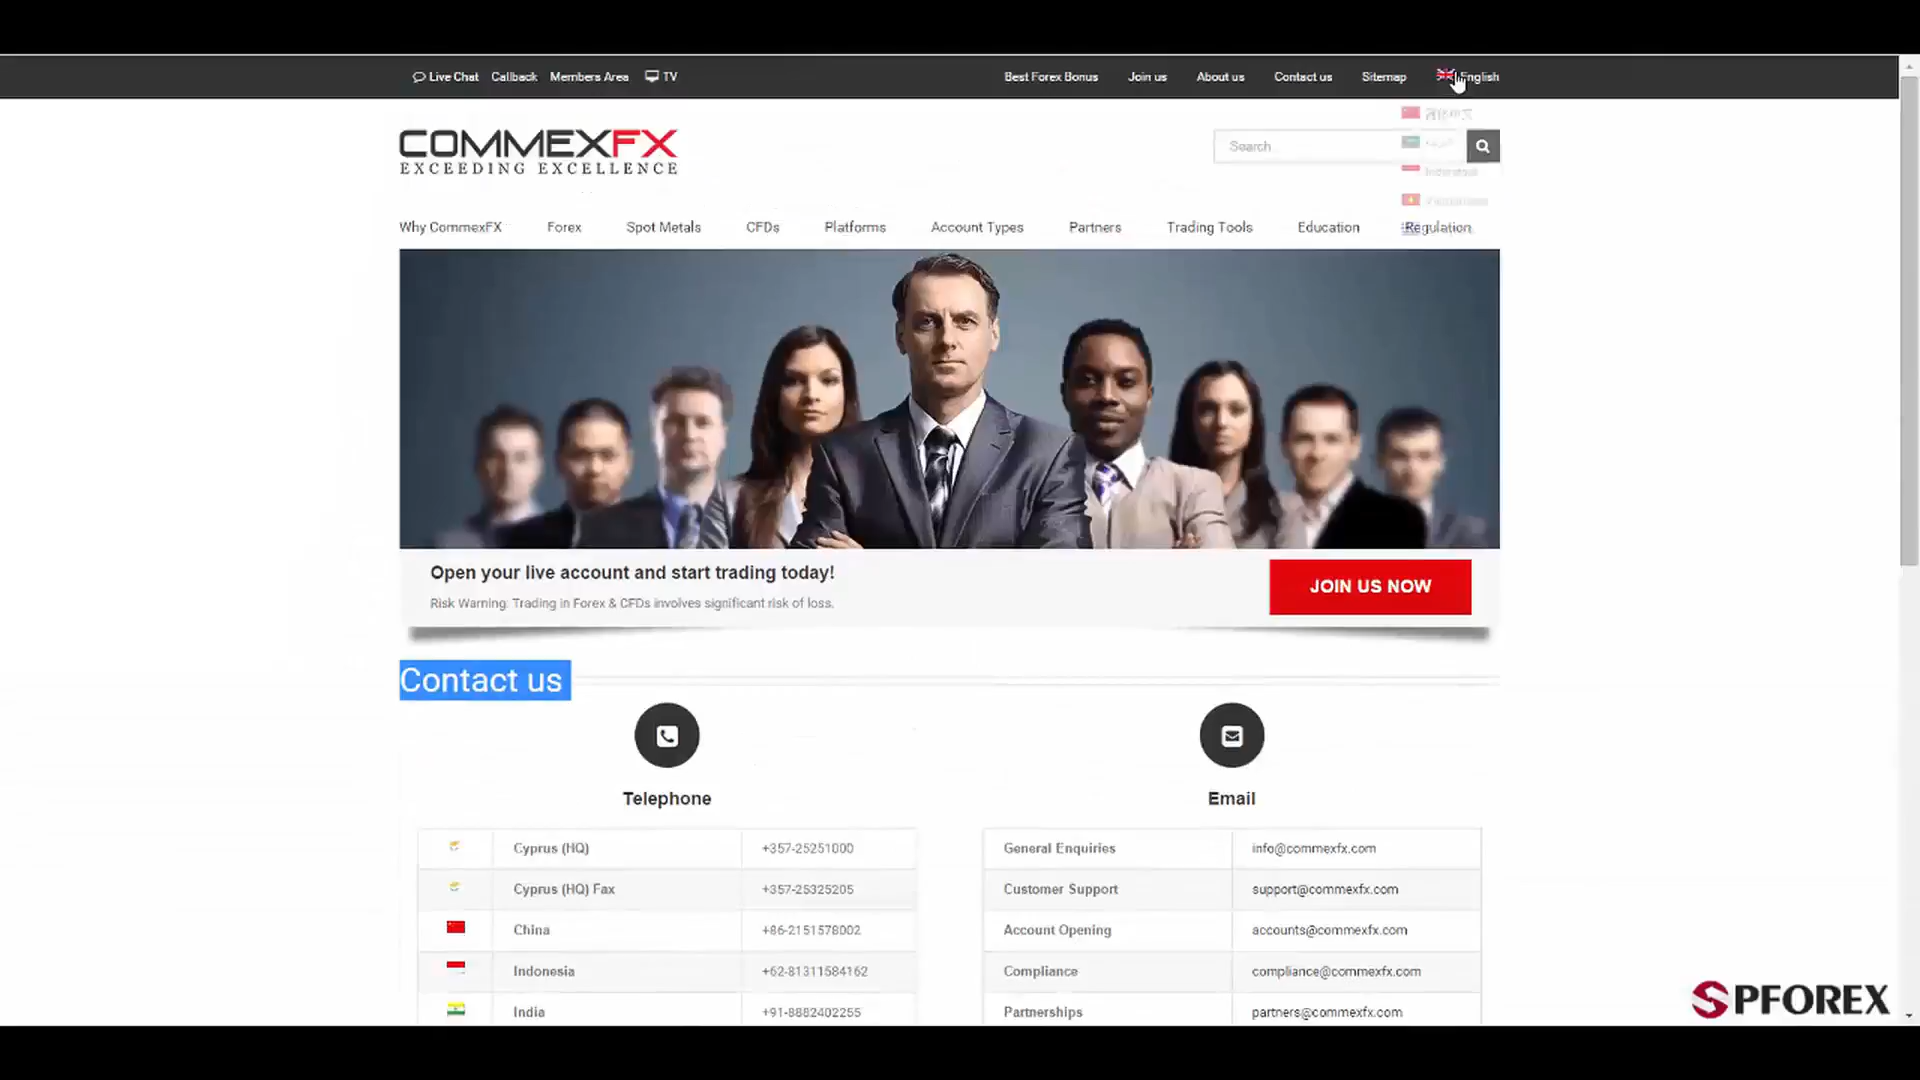 Live Chat Callback Members Area TV Best Forex Bonus Join us About us Contact us Sitemap English
COMMEXFX
EXCEEDING EXCELLENCE
Search
Indonesia
Why CommexFX Forex Spot Metals CFDs Platforms Account Types Partners Trading Tools Education Regulation
Open your live account and start trading today!
Risk Warning: Trading in Forex & CFDs involves significant risk of loss.
JOIN US NOW
Contact us
Telephone
Cyprus (HQ) +357-25251000
Cyprus (HQ) Fax +357-25325205
China +86-2151578002
Indonesia +62-81311584162
India +91-8882402255
Email
General Enquiries info@commexfx.com
Customer Support support@commexfx.com
Account Opening accounts@commexfx.com
Compliance compliance@commexfx.com
Partnerships partners@commexfx.com
SPFOREX